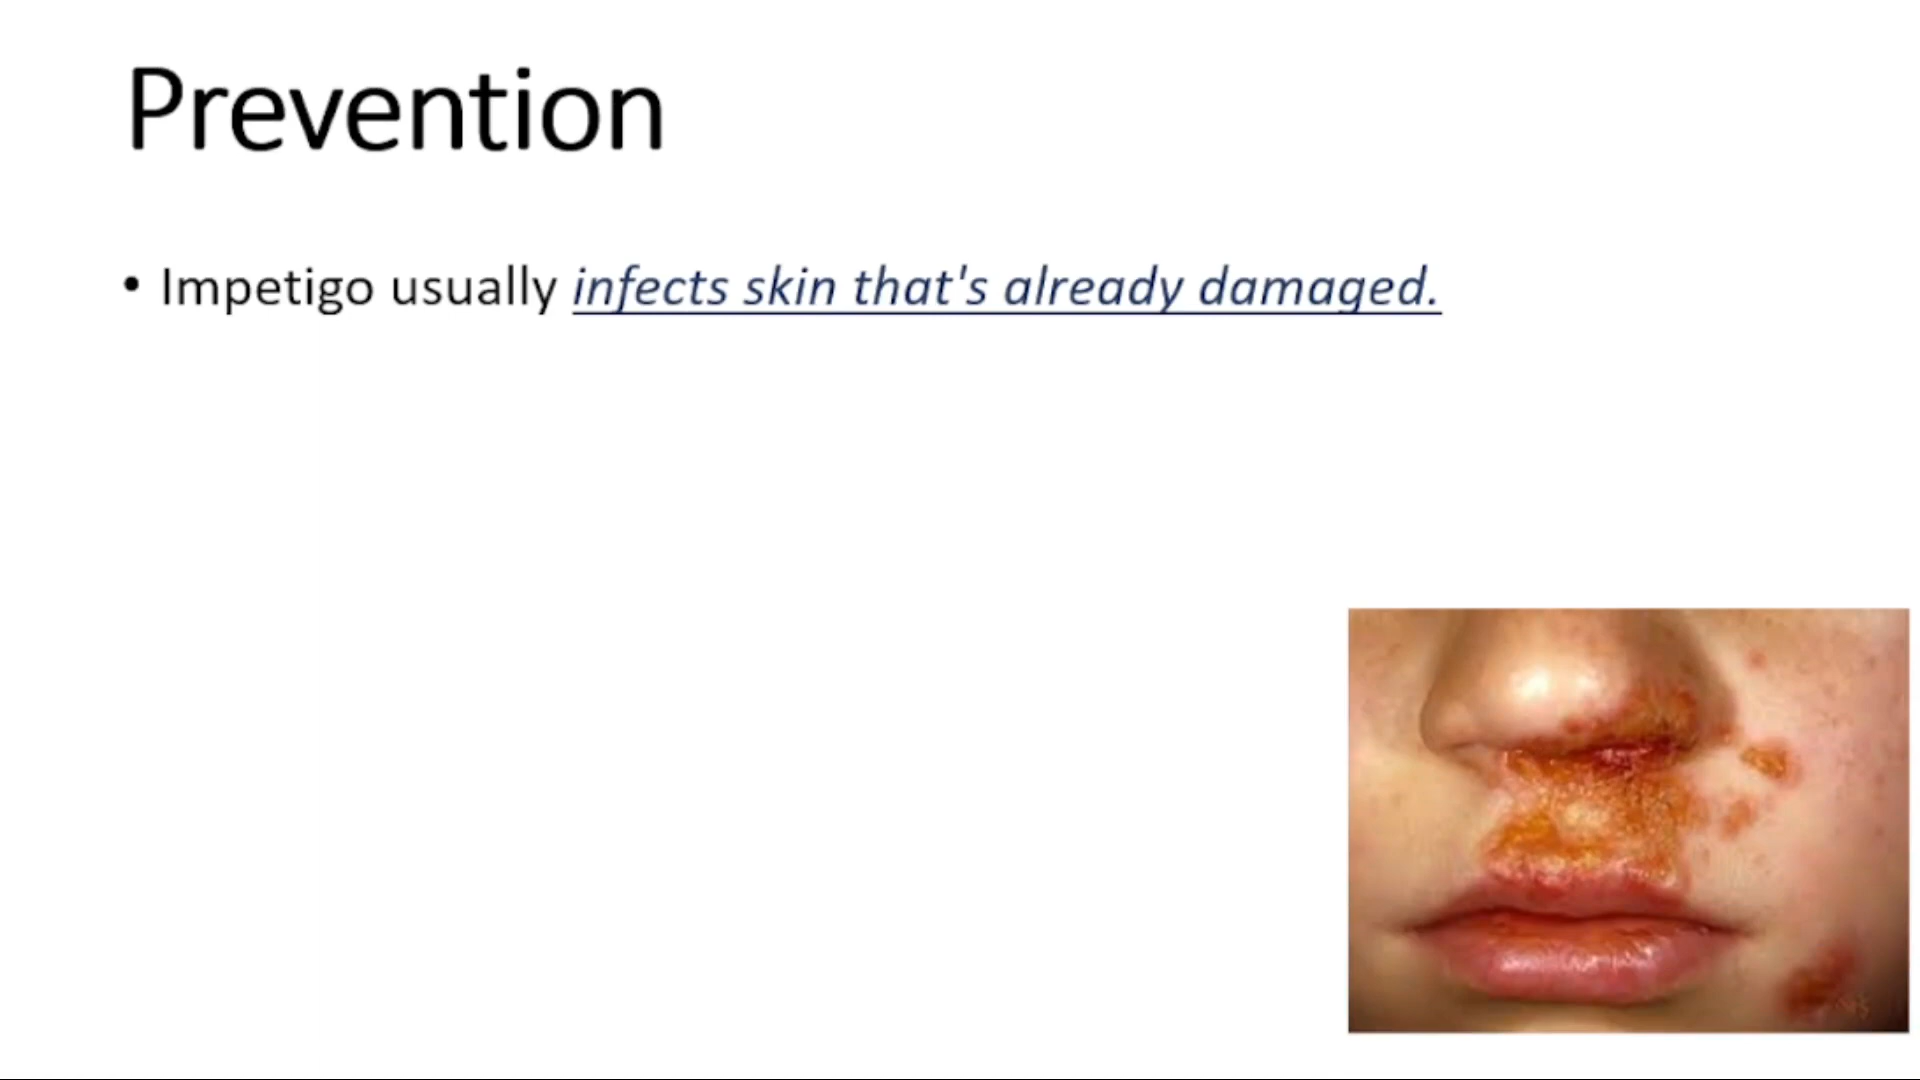 Prevention
• Impetigo usually infects skin that's already damaged.